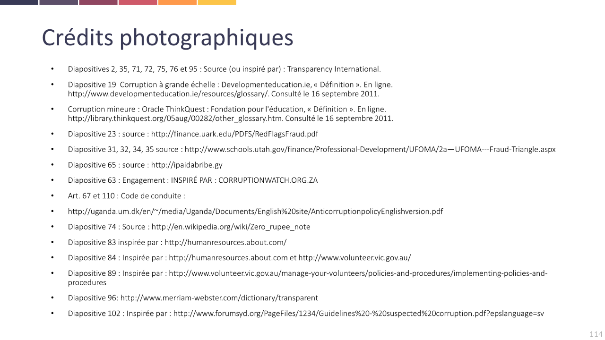 Crédits photographiques
• Diapositives 2, 35, 71, 72, 75, 76 et 95 : Source (ou inspiré par) : Transparency International.
• Diapositive 19 Corruption à grande échelle : Developmenteducation.ie, « Définition ». En ligne.
http://www.developmenteducation.ie/resources/glossary/. Consulté le 16 septembre 2011.
• Corruption mineure : Oracle ThinkQuest : Fondation pour l'éducation, « Définition ». En ligne.
http://library.thinkquest.org/05aug/00282/other_glossary.htm. Consulté le 16 septembre 2011.
• Diapositive 23 : source : http://finance.uark.edu/PDFS/RedFlagsFraud.pdf
• Diapositive 31, 32, 34, 35 source : http://www.schools.utah.gov/finance/Professional-Development/UFOMA/2a—UFOMA---Fraud-Triangle.aspx
• Diapositive 65 : source : http://ipaidabribe.gy
• Diapositive 63 : Engagement : INSPIRÉ PAR : CORRUPTIONWATCH.ORG.ZA
• Art. 67 et 110 : Code de conduite :
• http://uganda.um.dk/en/~/media/Uganda/Documents/English%20site/AnticorruptionpolicyEnglishversion.pdf
• Diapositive 74 : Source : http://en.wikipedia.org/wiki/Zero_rupee_note
• Diapositive 83 inspirée par : http://humanresources.about.com/
• Diapositive 84 : Inspirée par : http://humanresources.about.com et http://www.volunteer.vic.gov.au/
• Diapositive 89 : Inspirée par : http://www.volunteer.vic.gov.au/manage-your-volunteers/policies-and-procedures/implementing-policies-and-
procedures
• Diapositive 96: http://www.merriam-webster.com/dictionary/transparent
• Diapositive 102 : Inspirée par : http://www.forumsyd.org/PageFiles/1234/Guidelines%20-%20suspected%20corruption.pdf?epslanguage=sv
114